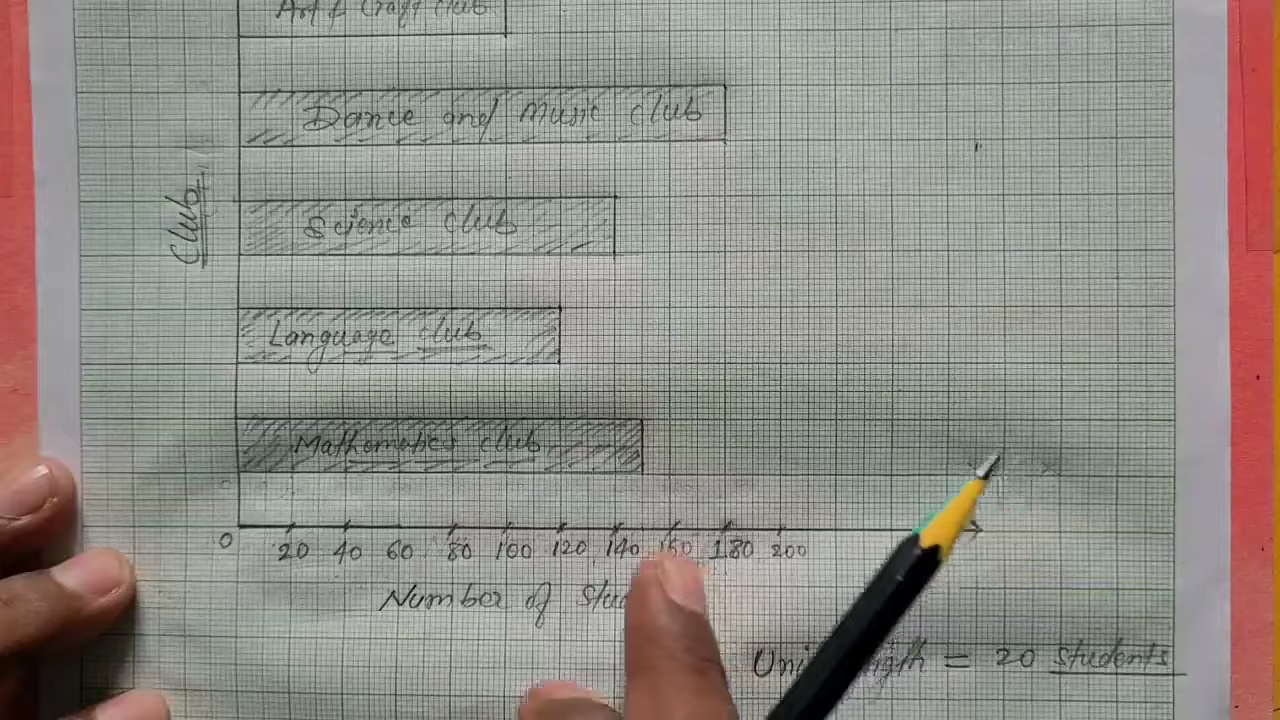 Art & Craft Club
Dance and Music club
Club
Science club
Language club
Mathematics club
0 20 40 60 80 100 120 140 160 180 200
Number of
= 20 students